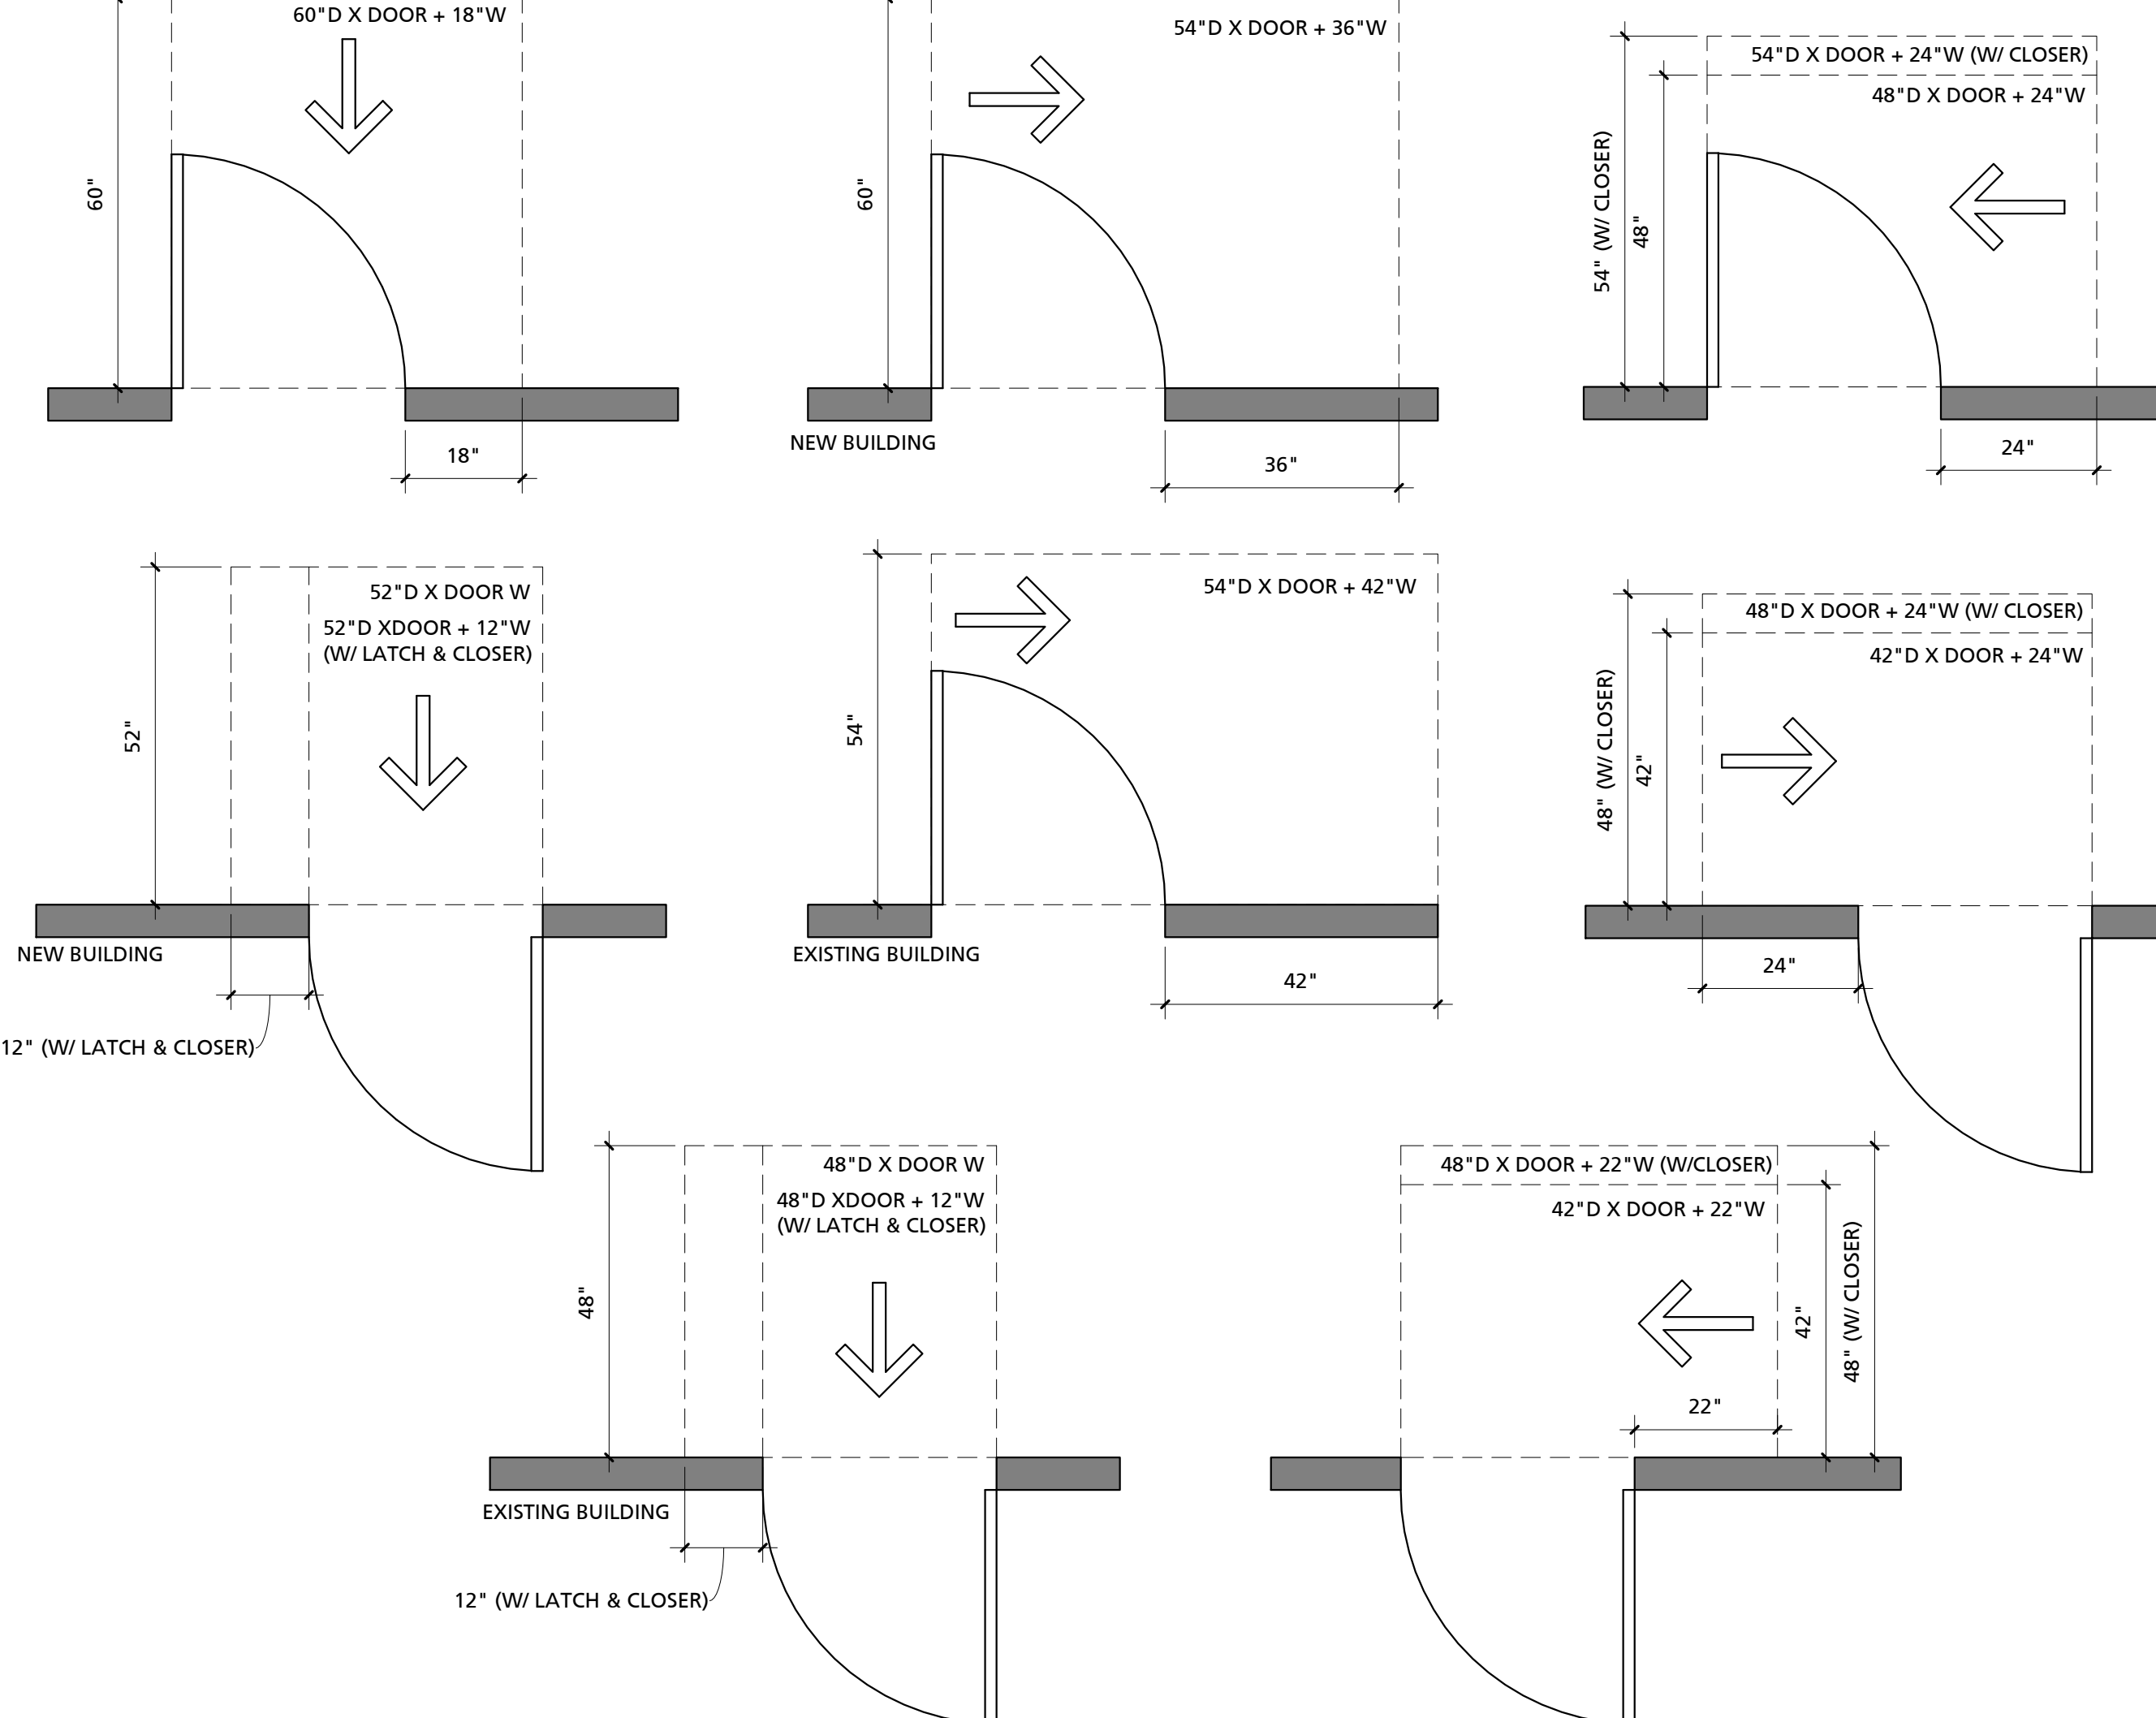 60"D X DOOR + 18"W
60"
18"
54"D X DOOR + 36"W
60"
NEW BUILDING
36"
54"D X DOOR + 24"W (W/ CLOSER)
48"D X DOOR + 24"W
54" (W/ CLOSER)
48"
24"
52"D X DOOR W
52"D XDOOR + 12"W
(W/ LATCH & CLOSER)
52"
NEW BUILDING
12" (W/ LATCH & CLOSER)
54"D X DOOR + 42"W
54"
EXISTING BUILDING
42"
48"D X DOOR + 24"W (W/ CLOSER)
42"D X DOOR + 24"W
48" (W/ CLOSER)
42"
24"
48"D X DOOR W
48"D XDOOR + 12"W
(W/ LATCH & CLOSER)
48"
EXISTING BUILDING
12" (W/ LATCH & CLOSER)
48"D X DOOR + 22"W (W/CLOSER)
42"D X DOOR + 22"W
42"
48" (W/ CLOSER)
22"